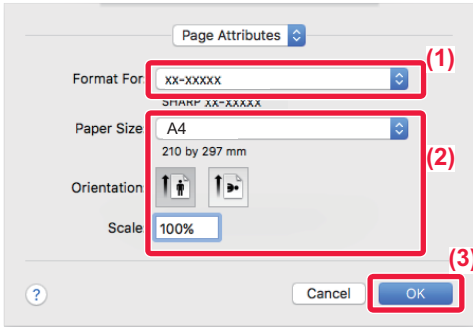 Page Attributes
(1)
Format For: xx-xxxxx
SHARP xx-xxxxx
Paper Size: A4
210 by 297 mm
(2)
Orientation:
Scale: 100%
(3)
? Cancel OK